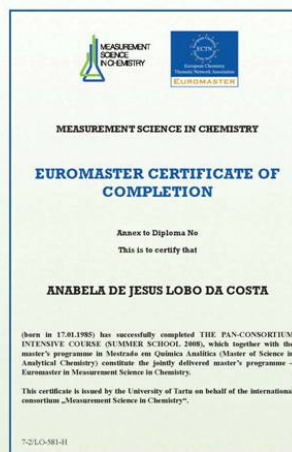 MEASUREMENT
SCIENCE
IN CHEMISTRY
ECTN
European Chemistry
Thematic Network Association
EUROMASTER
MEASUREMENT SCIENCE IN CHEMISTRY
EUROMASTER CERTIFICATE OF
COMPLETION
Annex to Diploma No
This is to certify that
ANABELA DE JESUS LOBO DA COSTA
(born in 17.01.1985) has successfully completed THE PAN-CONSORTIUM
INTENSIVE COURSE (SUMMER SCHOOL 2008), which together with the
master's programme in Mestrado em Química Analítica (Master of Science in
Analytical Chemistry) constitute the jointly delivered master's programme –
Euromaster in Measurement Science in Chemistry.
This certificate is issued by the University of Tartu on behalf of the international
consortium „Measurement Science in Chemistry".
7-2/LO-581-H